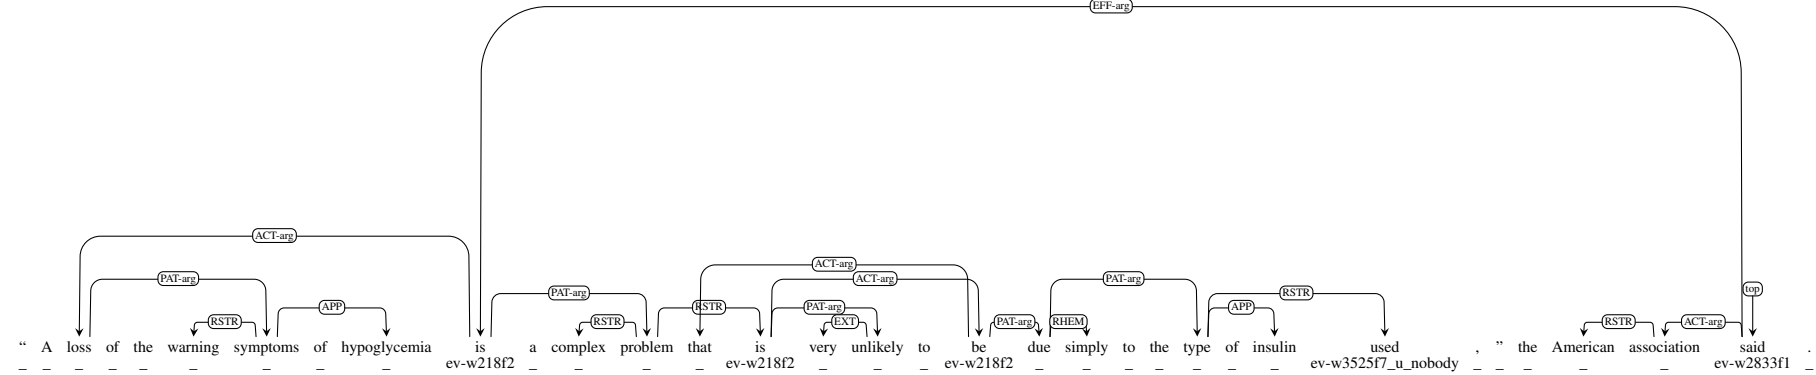 EFF-arg
ACT-arg
ACT-arg
PAT-arg PAT-arg ACT-arg
PAT-arg RSTR top
APP RSTR PAT-arg APP
RSTR RSTR EXT PAT-arg RHEM RSTR ACT-arg
“ A loss of the warning symptoms of hypoglycemia is a complex problem that is very unlikely to be due simply to the type of insulin used , ” the American association said .
_ _ _ _ _ _ _ _ _ ev-w218f2 _ _ _ _ ev-w218f2 _ _ _ ev-w218f2 _ _ _ _ _ _ _ ev-w3525f7_u_nobody _ _ _ _ _ ev-w2833f1 _